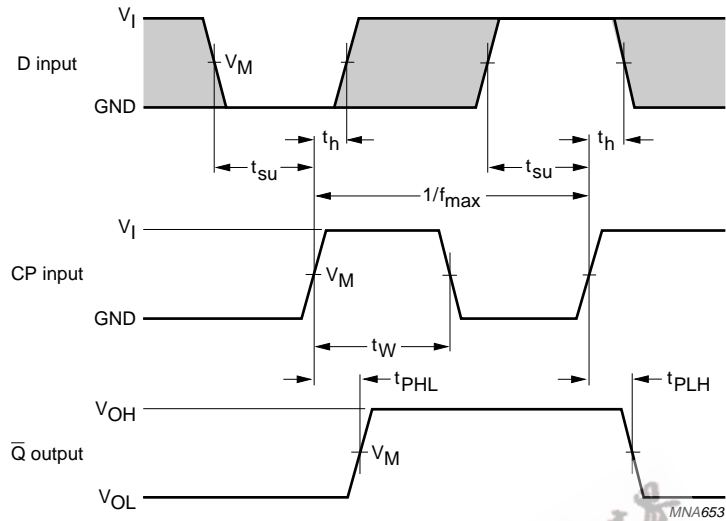 V_I
D input
V_M
GND
t_h
t_h
t_su
t_su
1/f_max
V_I
CP input
V_M
GND
t_W
t_PHL
t_PLH
V_OH
Q̅ output
V_M
V_OL
MNA653